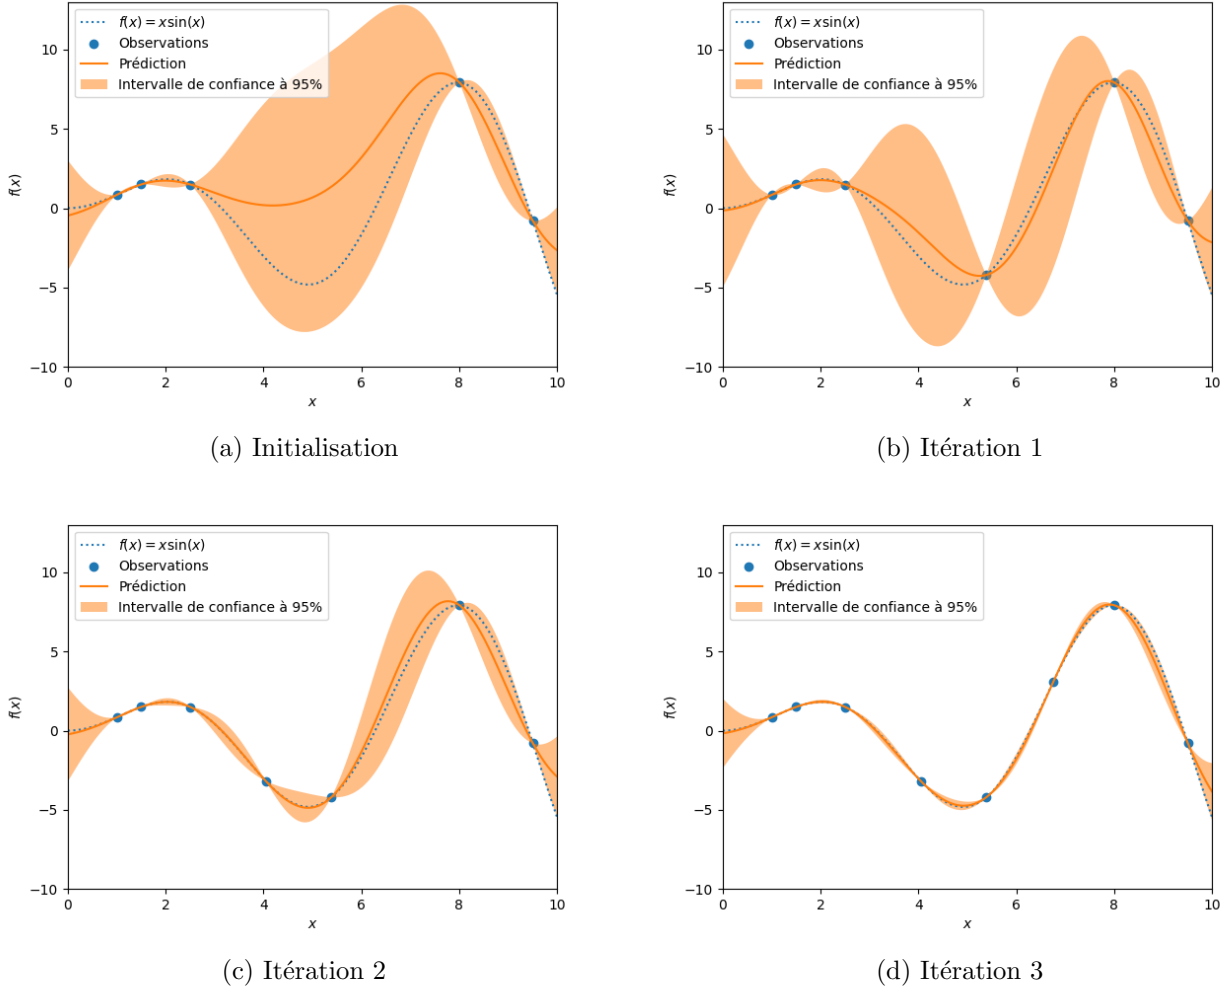 f(x) = x sin(x)
Observations
Prédiction
Intervalle de confiance à 95%
10
5
0
−5
−10
f(x)
0 2 4 6 8 10
x
(a) Initialisation
f(x) = x sin(x)
Observations
Prédiction
Intervalle de confiance à 95%
10
5
0
−5
−10
f(x)
0 2 4 6 8 10
x
(b) Itération 1
f(x) = x sin(x)
Observations
Prédiction
Intervalle de confiance à 95%
10
5
0
−5
−10
f(x)
0 2 4 6 8 10
x
(c) Itération 2
f(x) = x sin(x)
Observations
Prédiction
Intervalle de confiance à 95%
10
5
0
−5
−10
f(x)
0 2 4 6 8 10
x
(d) Itération 3